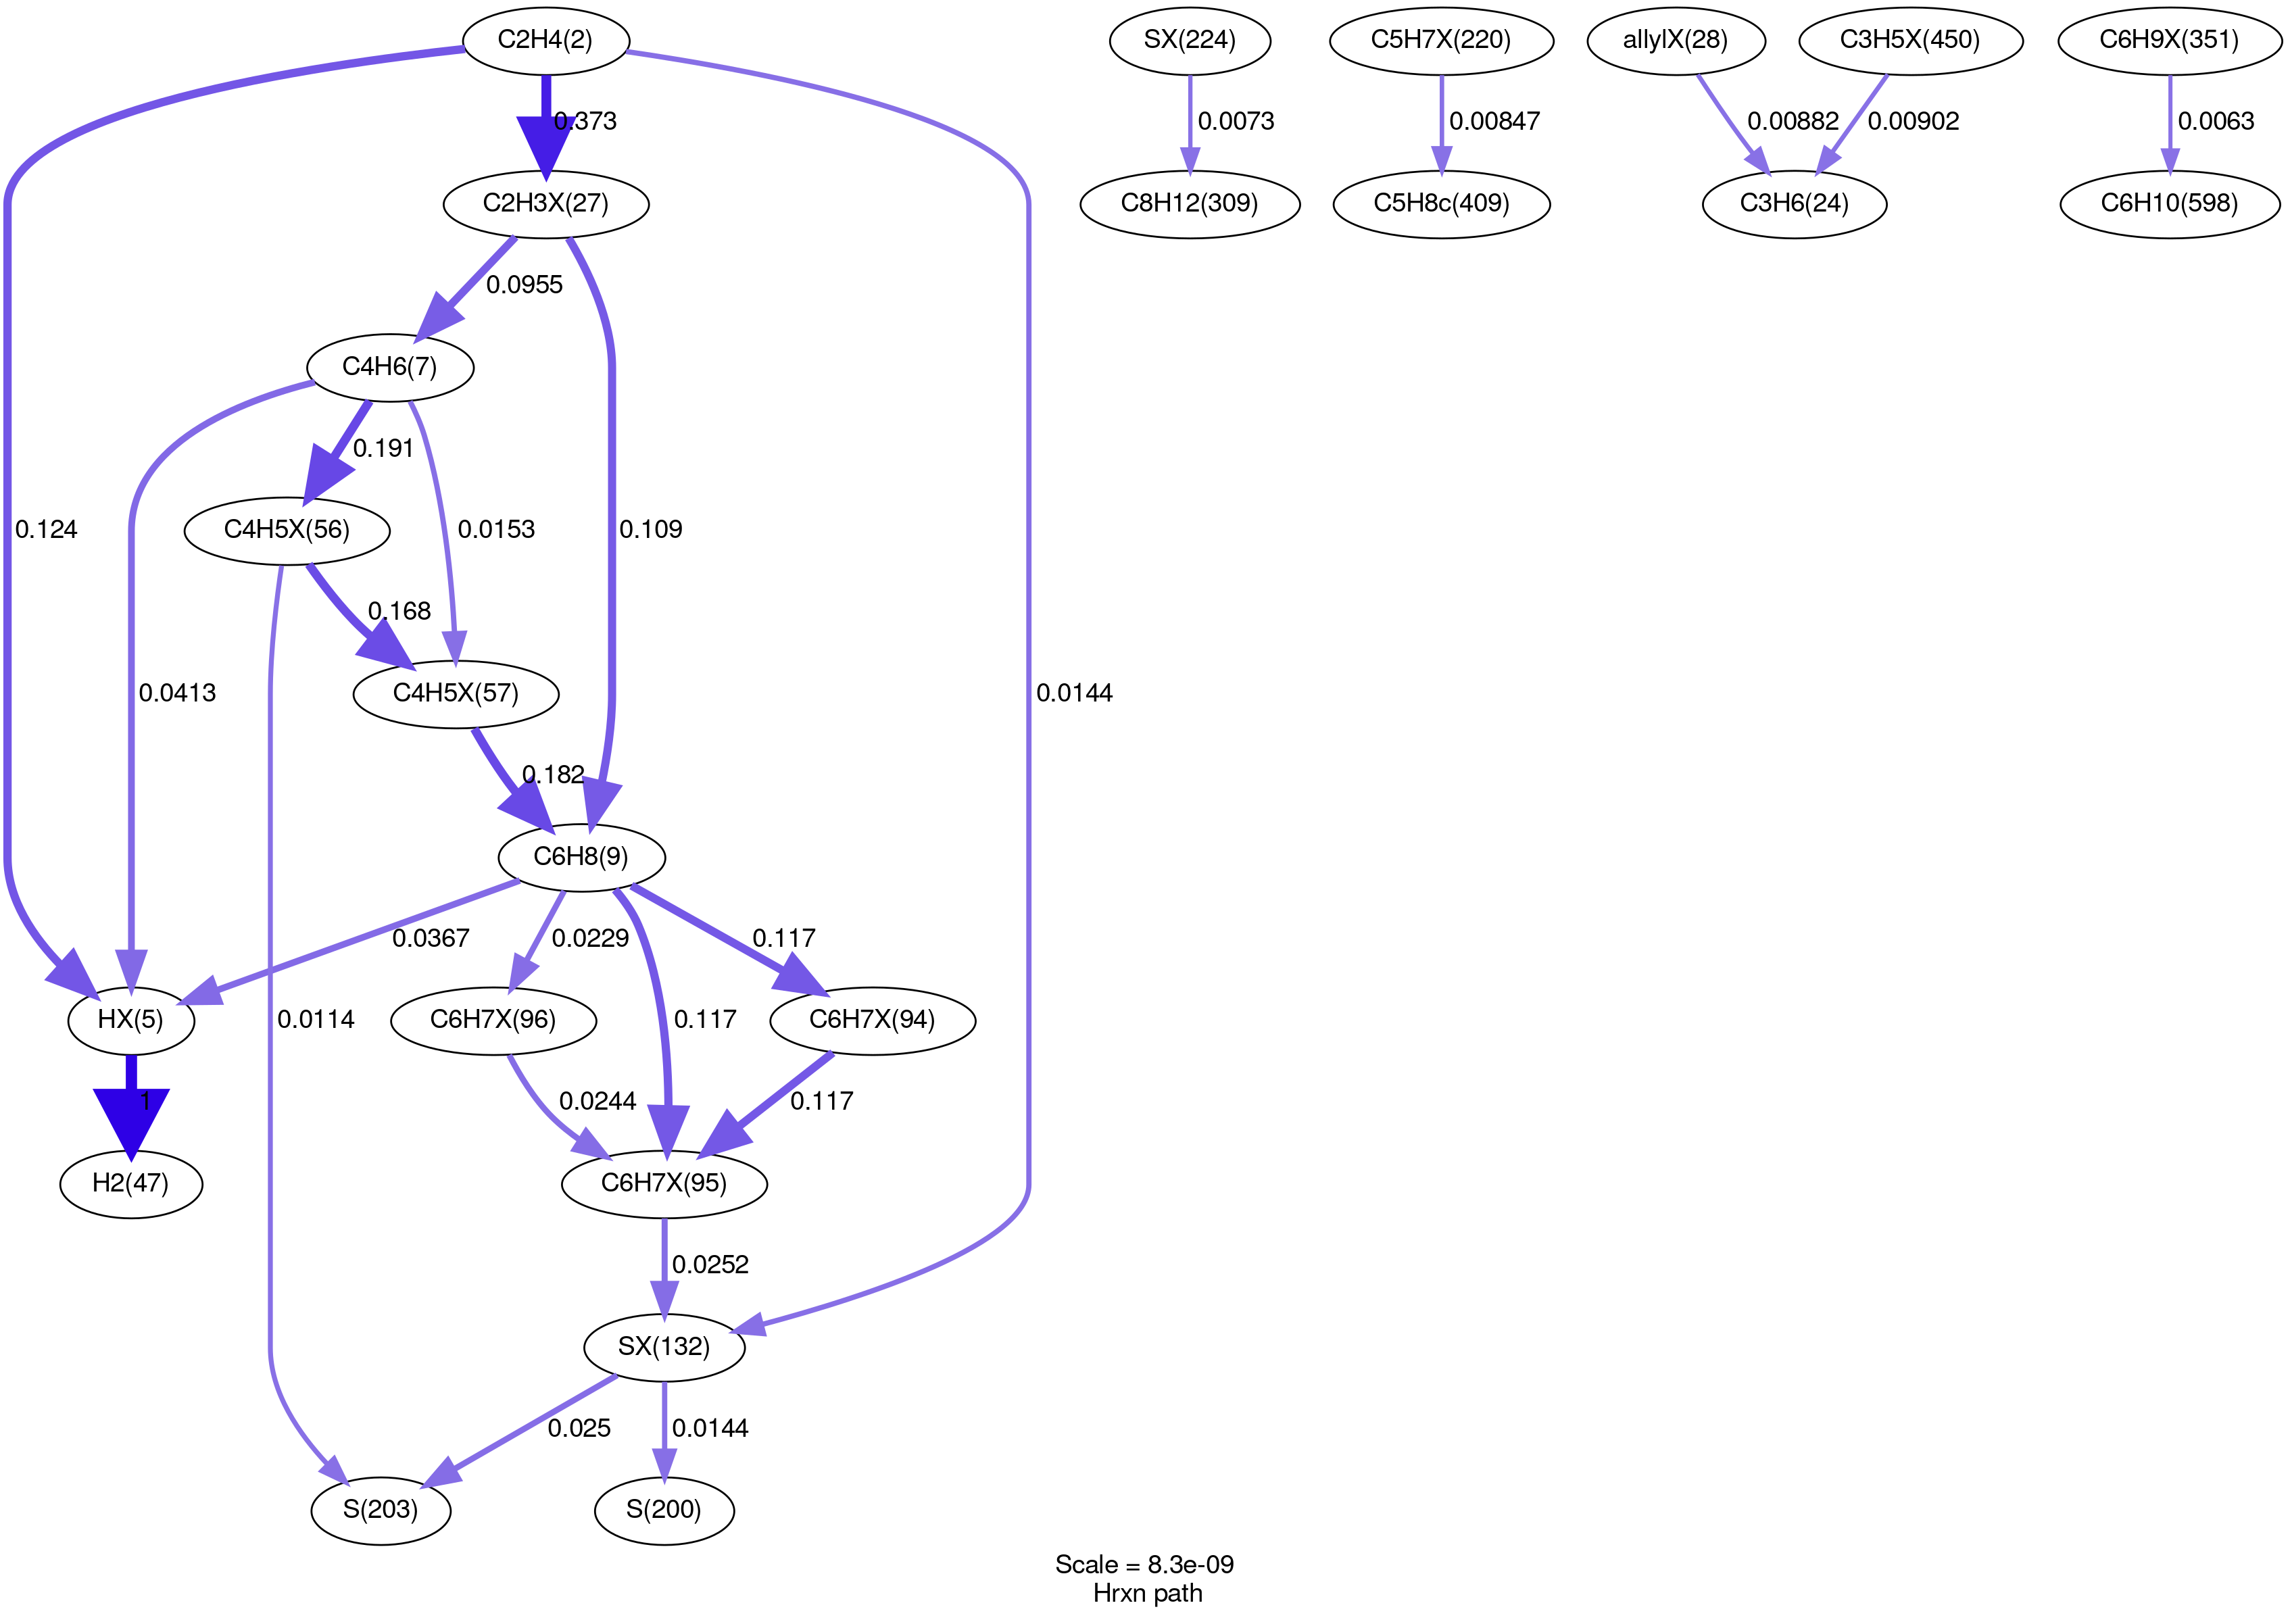 C2H4(2)
SX(224)
C5H7X(220)
allylX(28)
C3H5X(450)
C6H9X(351)
0.373
0.0073
0.00847
0.00882
0.00902
0.0063
C2H3X(27)
C8H12(309)
C5H8c(409)
C3H6(24)
C6H10(598)
0.0955
C4H6(7)
0.191
C4H5X(56)
0.124
0.0153
0.109
0.168
C4H5X(57)
0.0413
0.0144
0.182
C6H8(9)
0.0367
0.0229
0.117
HX(5)
0.0114
C6H7X(96)
0.117
C6H7X(94)
1
0.0244
0.117
H2(47)
C6H7X(95)
0.0252
SX(132)
0.025
0.0144
S(203)
S(200)
Scale = 8.3e-09
Hrxn path